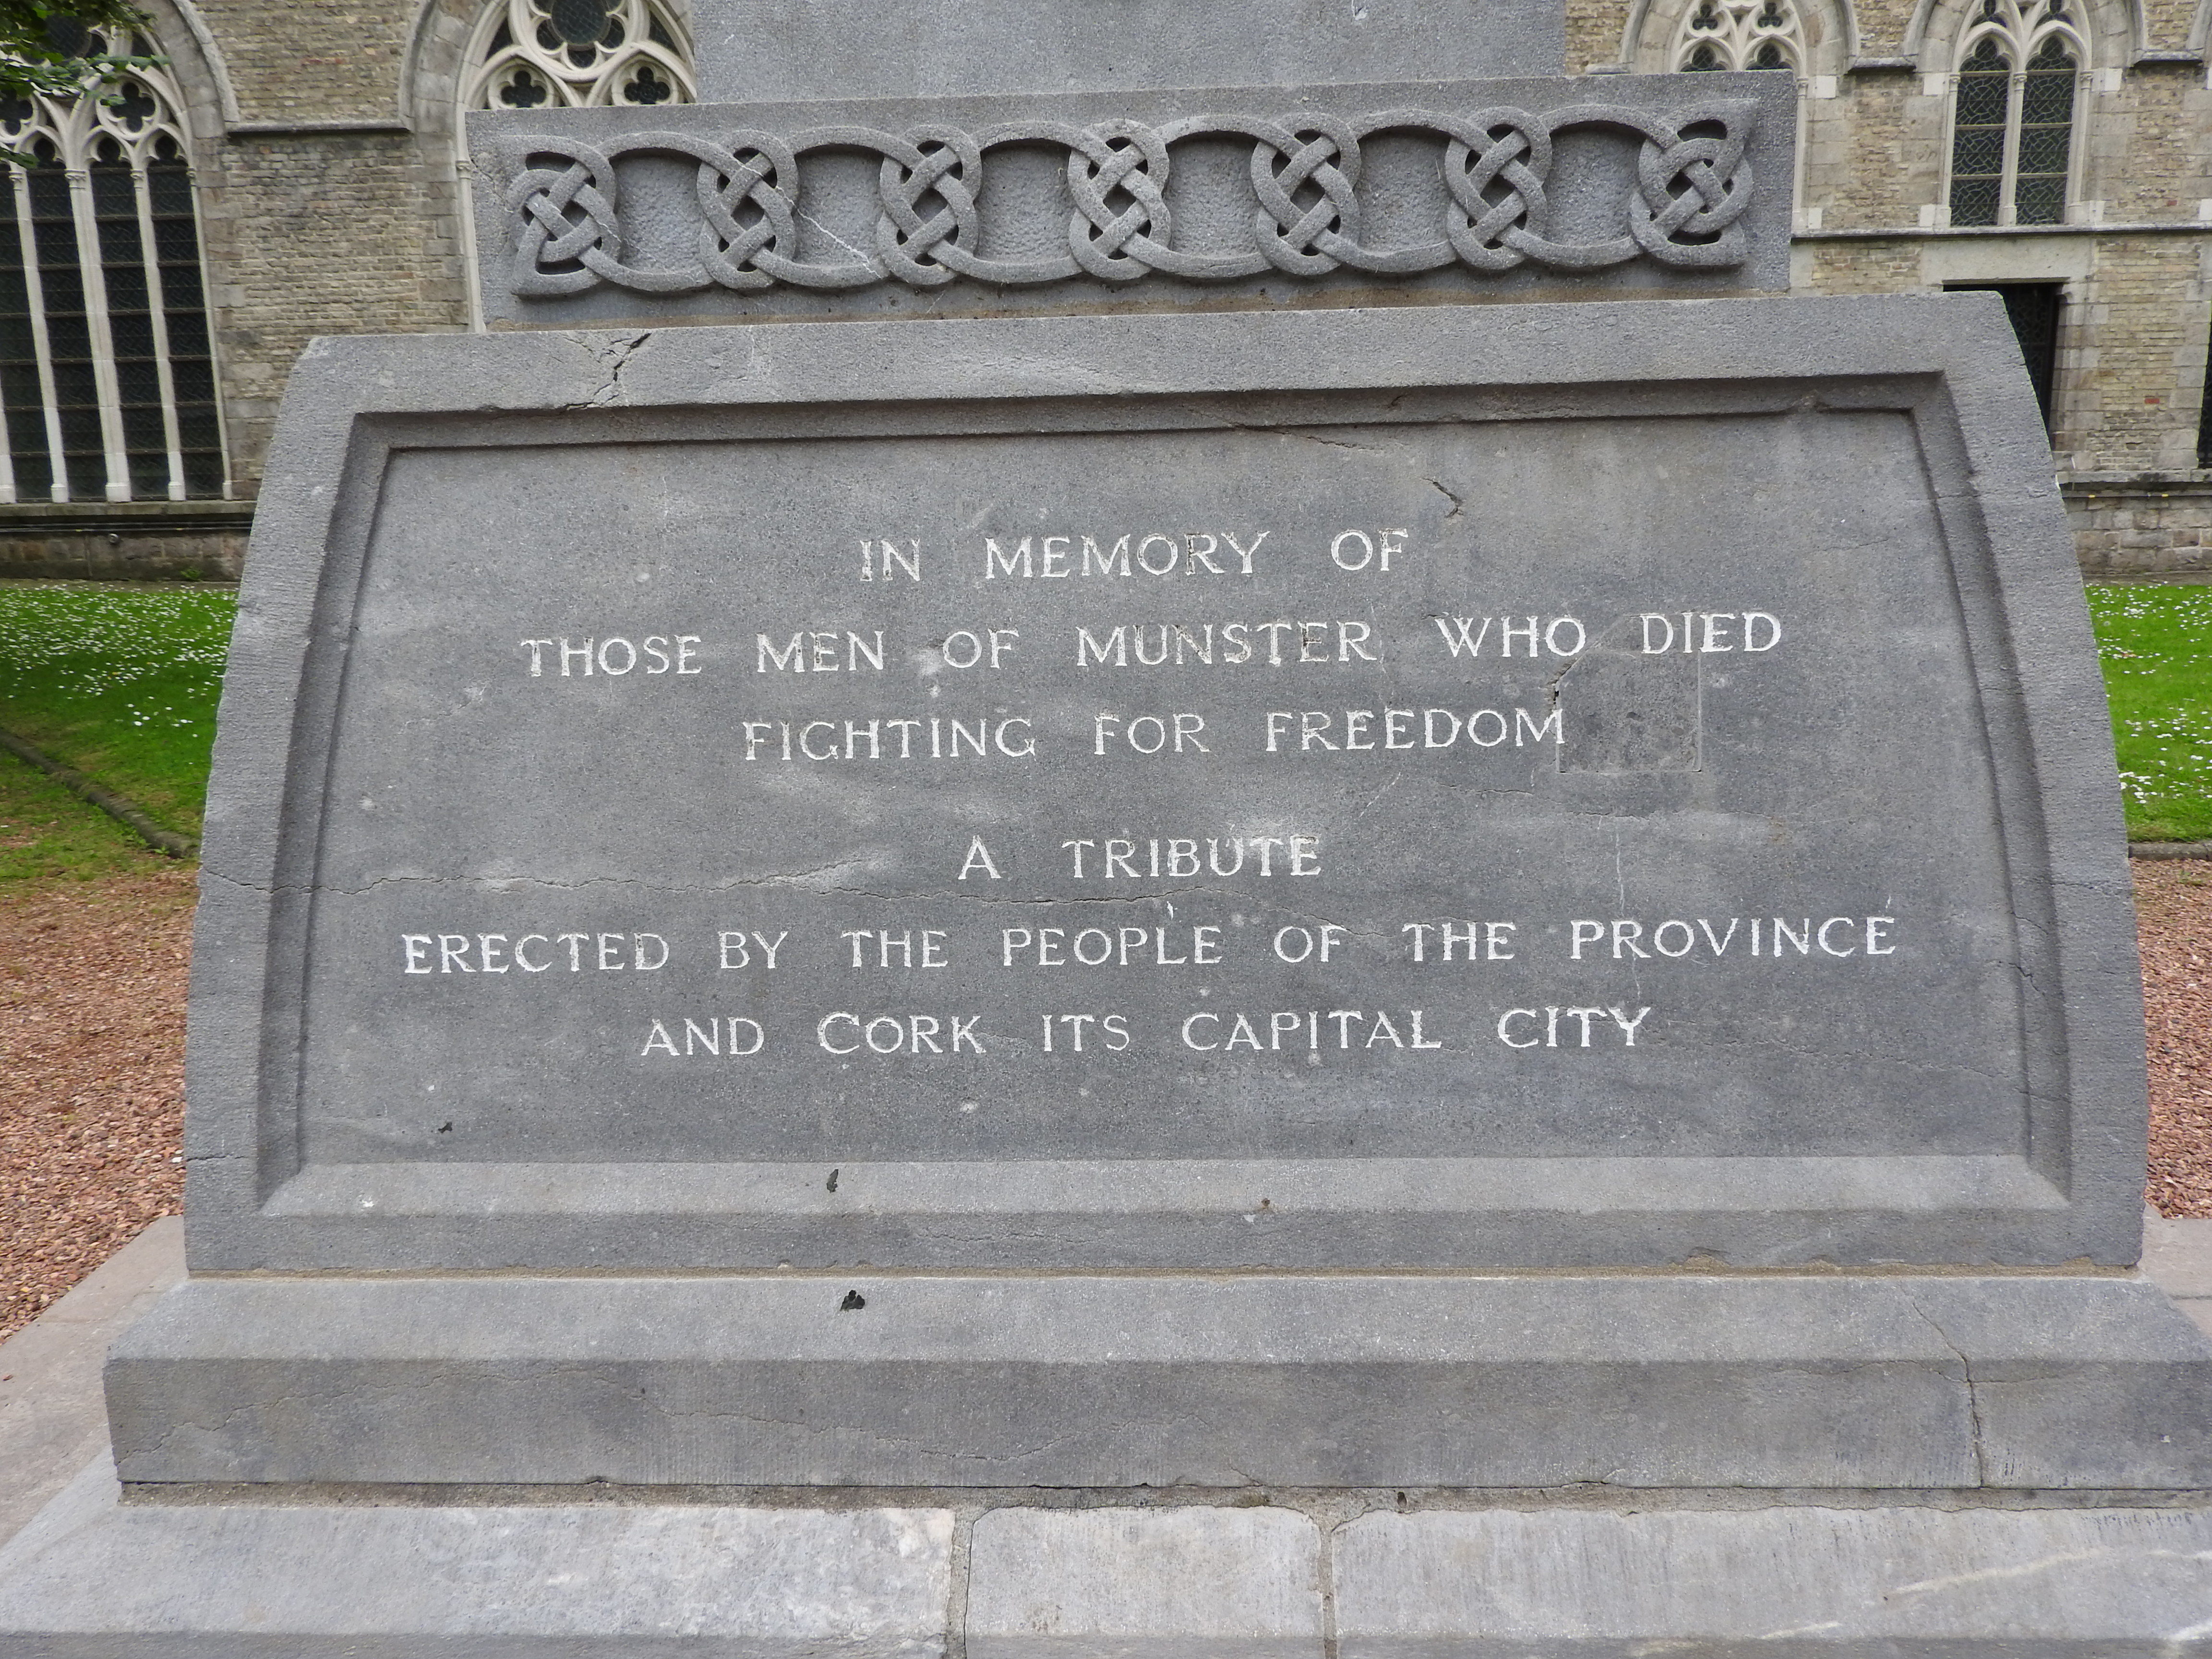 IN MEMORY OF
THOSE MEN OF MUNSTER WHO DIED
FIGHTING FOR FREEDOM
A TRIBUTE
ERECTED BY THE PEOPLE OF THE PROVINCE
AND CORK ITS CAPITAL CITY